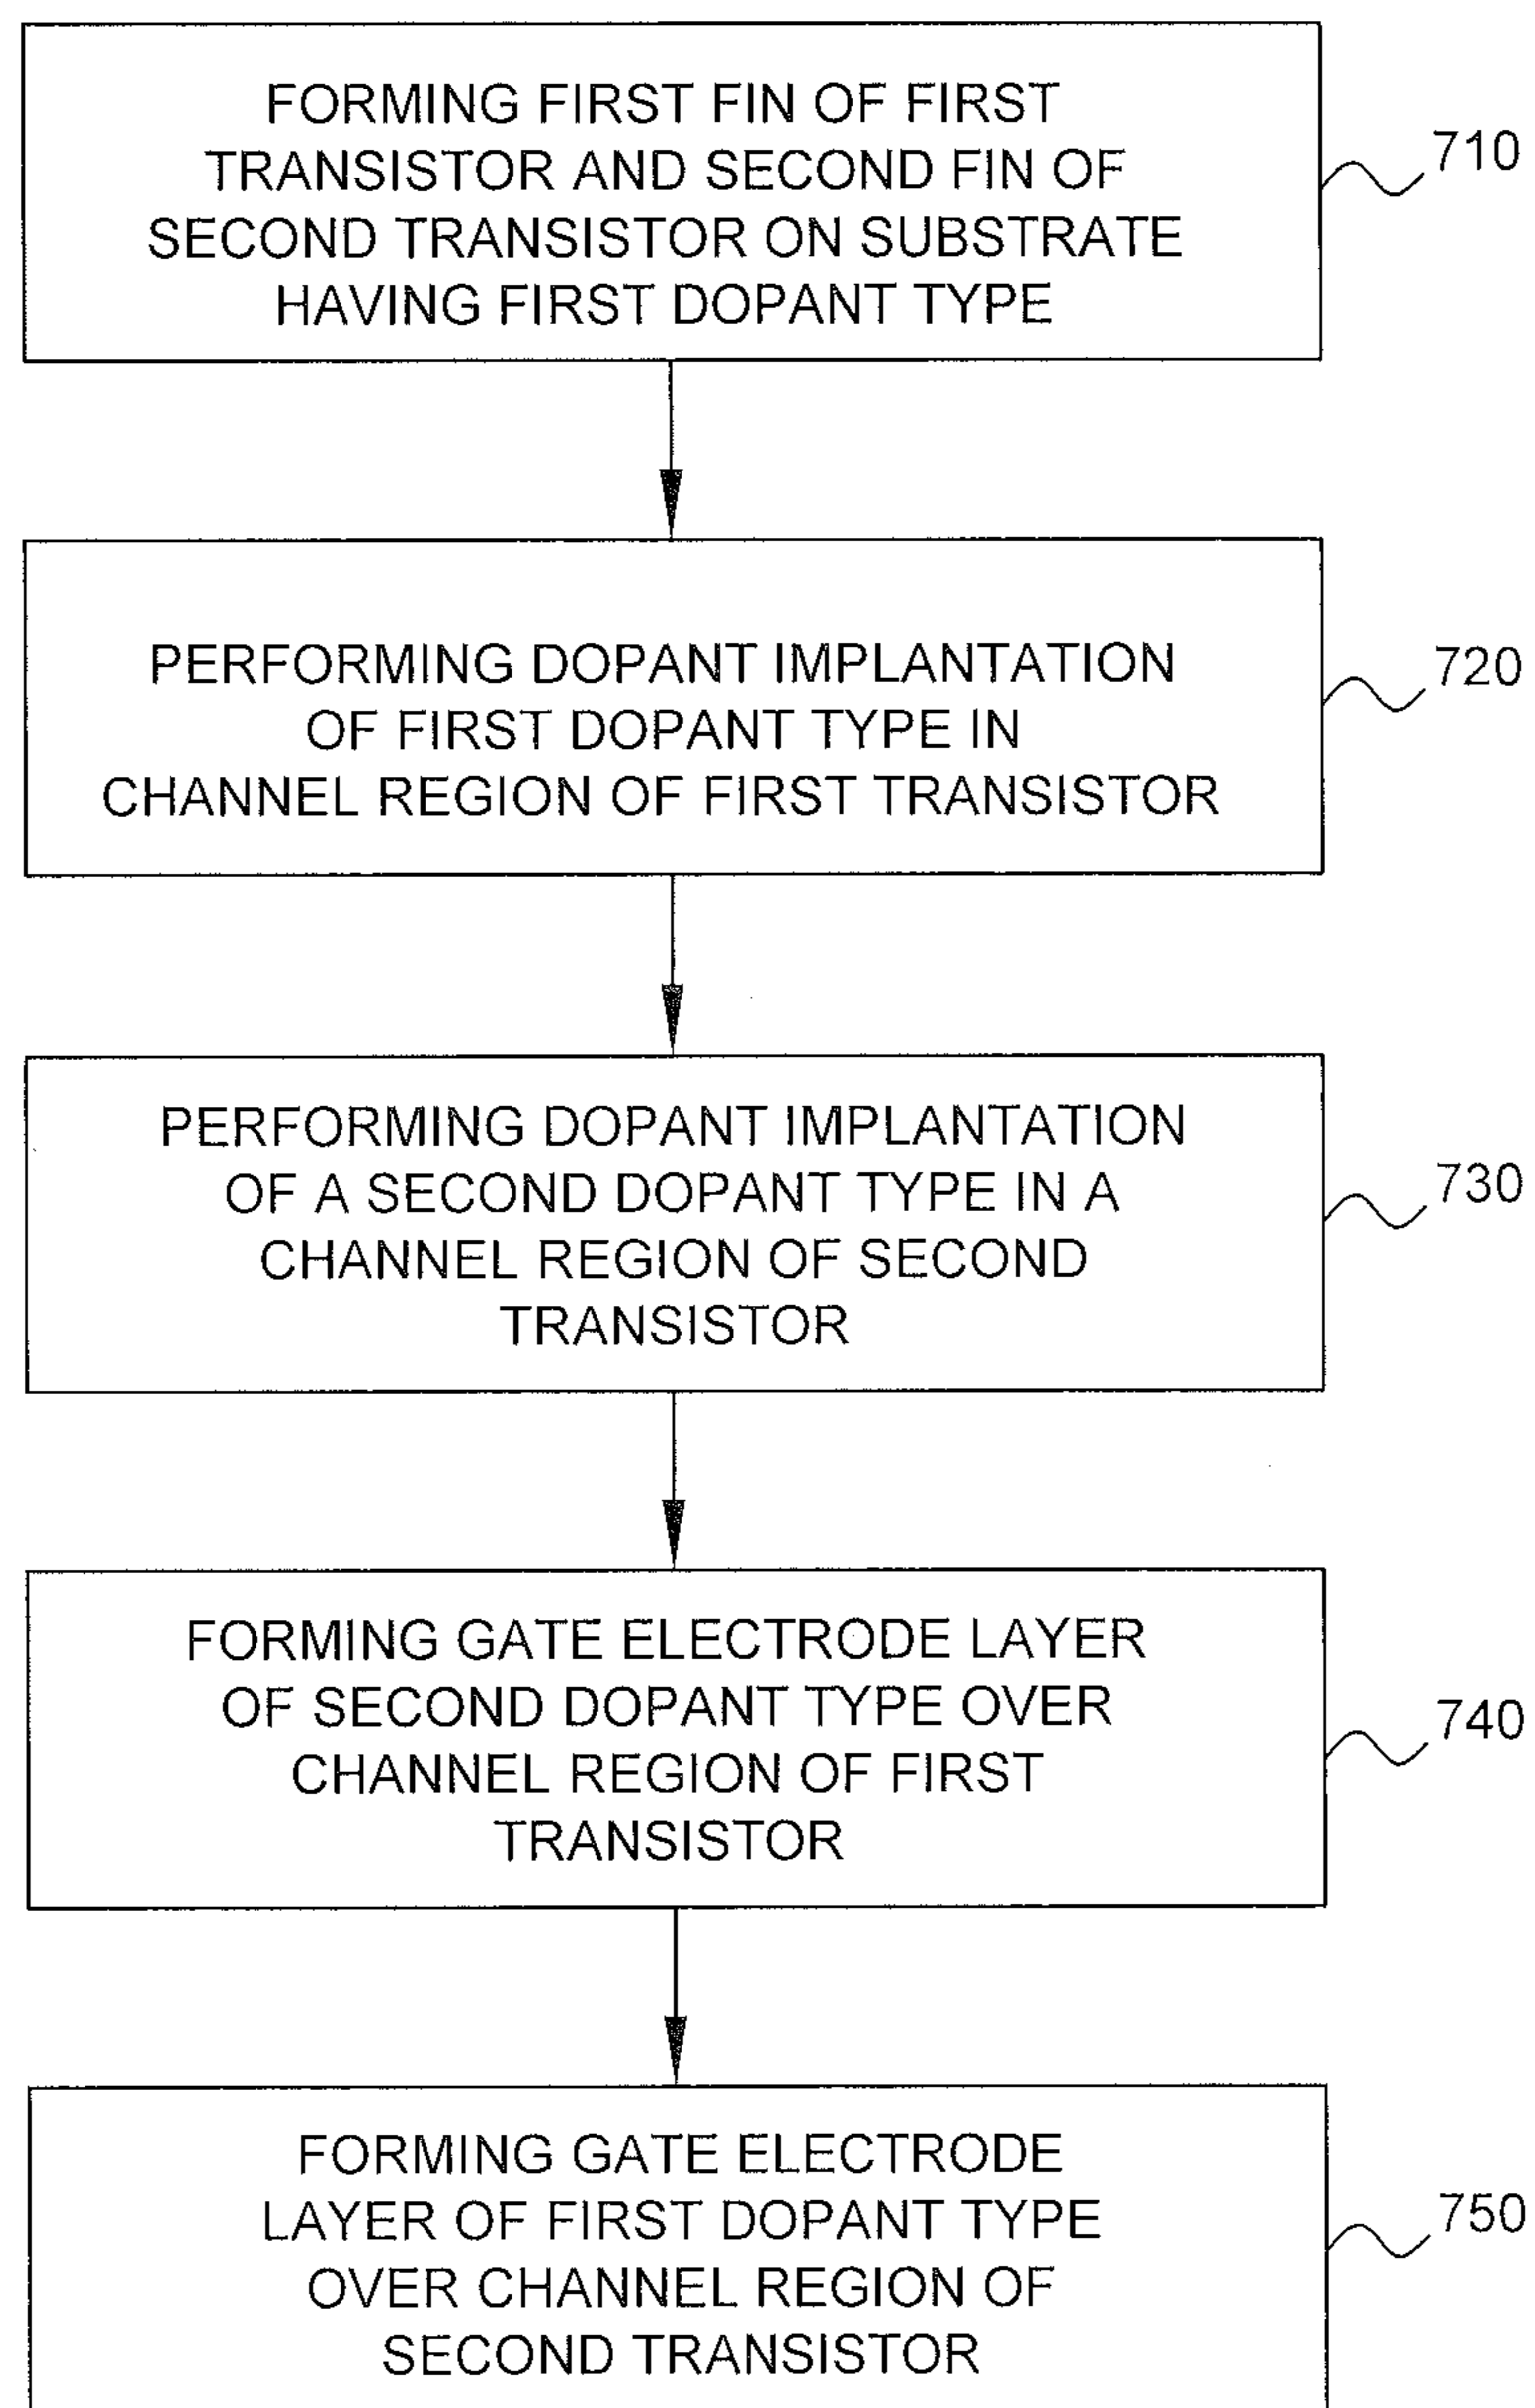 FORMING FIRST FIN OF FIRST
TRANSISTOR AND SECOND FIN OF
SECOND TRANSISTOR ON SUBSTRATE
HAVING FIRST DOPANT TYPE
710
PERFORMING DOPANT IMPLANTATION
OF FIRST DOPANT TYPE IN
CHANNEL REGION OF FIRST TRANSISTOR
720
PERFORMING DOPANT IMPLANTATION
OF A SECOND DOPANT TYPE IN A
CHANNEL REGION OF SECOND
TRANSISTOR
730
FORMING GATE ELECTRODE LAYER
OF SECOND DOPANT TYPE OVER
CHANNEL REGION OF FIRST
TRANSISTOR
740
FORMING GATE ELECTRODE
LAYER OF FIRST DOPANT TYPE
OVER CHANNEL REGION OF
SECOND TRANSISTOR
750